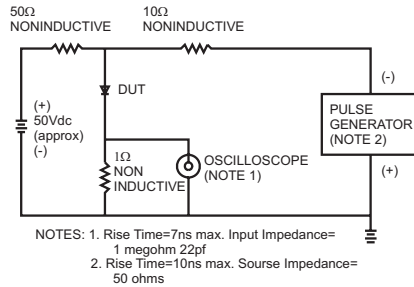 50Ω
NONINDUCTIVE
10Ω
NONINDUCTIVE
(+)
50Vdc
(approx)
(-)
DUT
1Ω
NON
INDUCTIVE
OSCILLOSCOPE
(NOTE 1)
(-)
PULSE
GENERATOR
(NOTE 2)
(+)
NOTES: 1. Rise Time=7ns max. Input Impedance=
1 megohm 22pf
2. Rise Time=10ns max. Sourse Impedance=
50 ohms